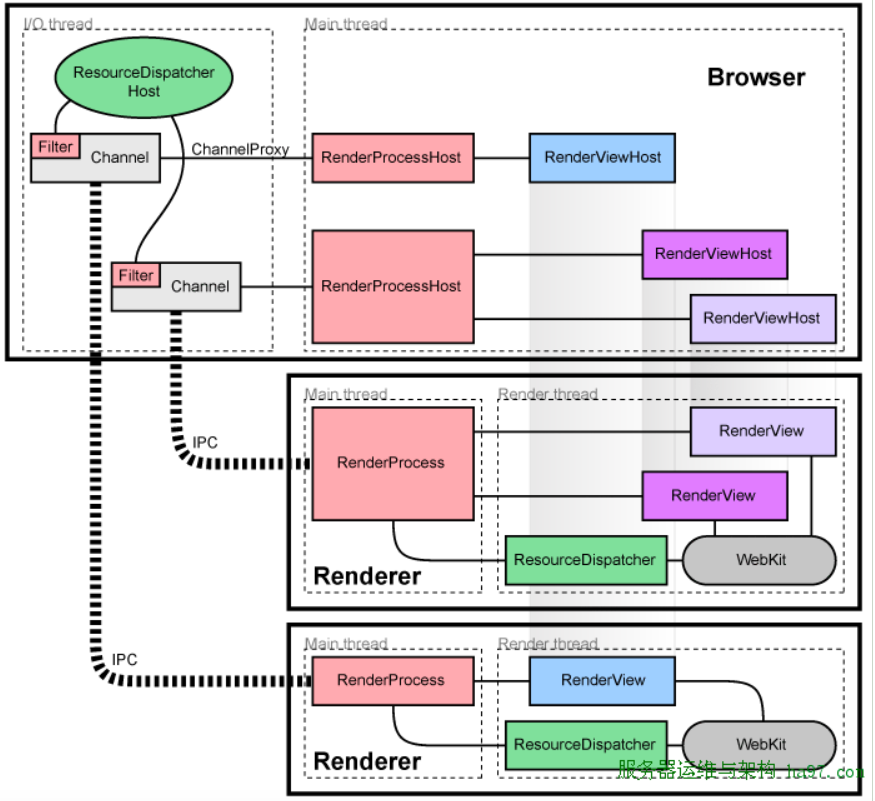 I/O thread
Main thread
ResourceDispatcher
Host
Browser
Filter
Channel
ChannelProxy
RenderProcessHost
RenderViewHost
Filter
Channel
RenderProcessHost
RenderViewHost
RenderViewHost
Main thread
Render thread
IPC
RenderProcess
RenderView
RenderView
ResourceDispatcher
WebKit
Renderer
Main thread
Render thread
IPC
RenderProcess
RenderView
ResourceDispatcher
WebKit
Renderer
服务器运维与架构 ha97.com